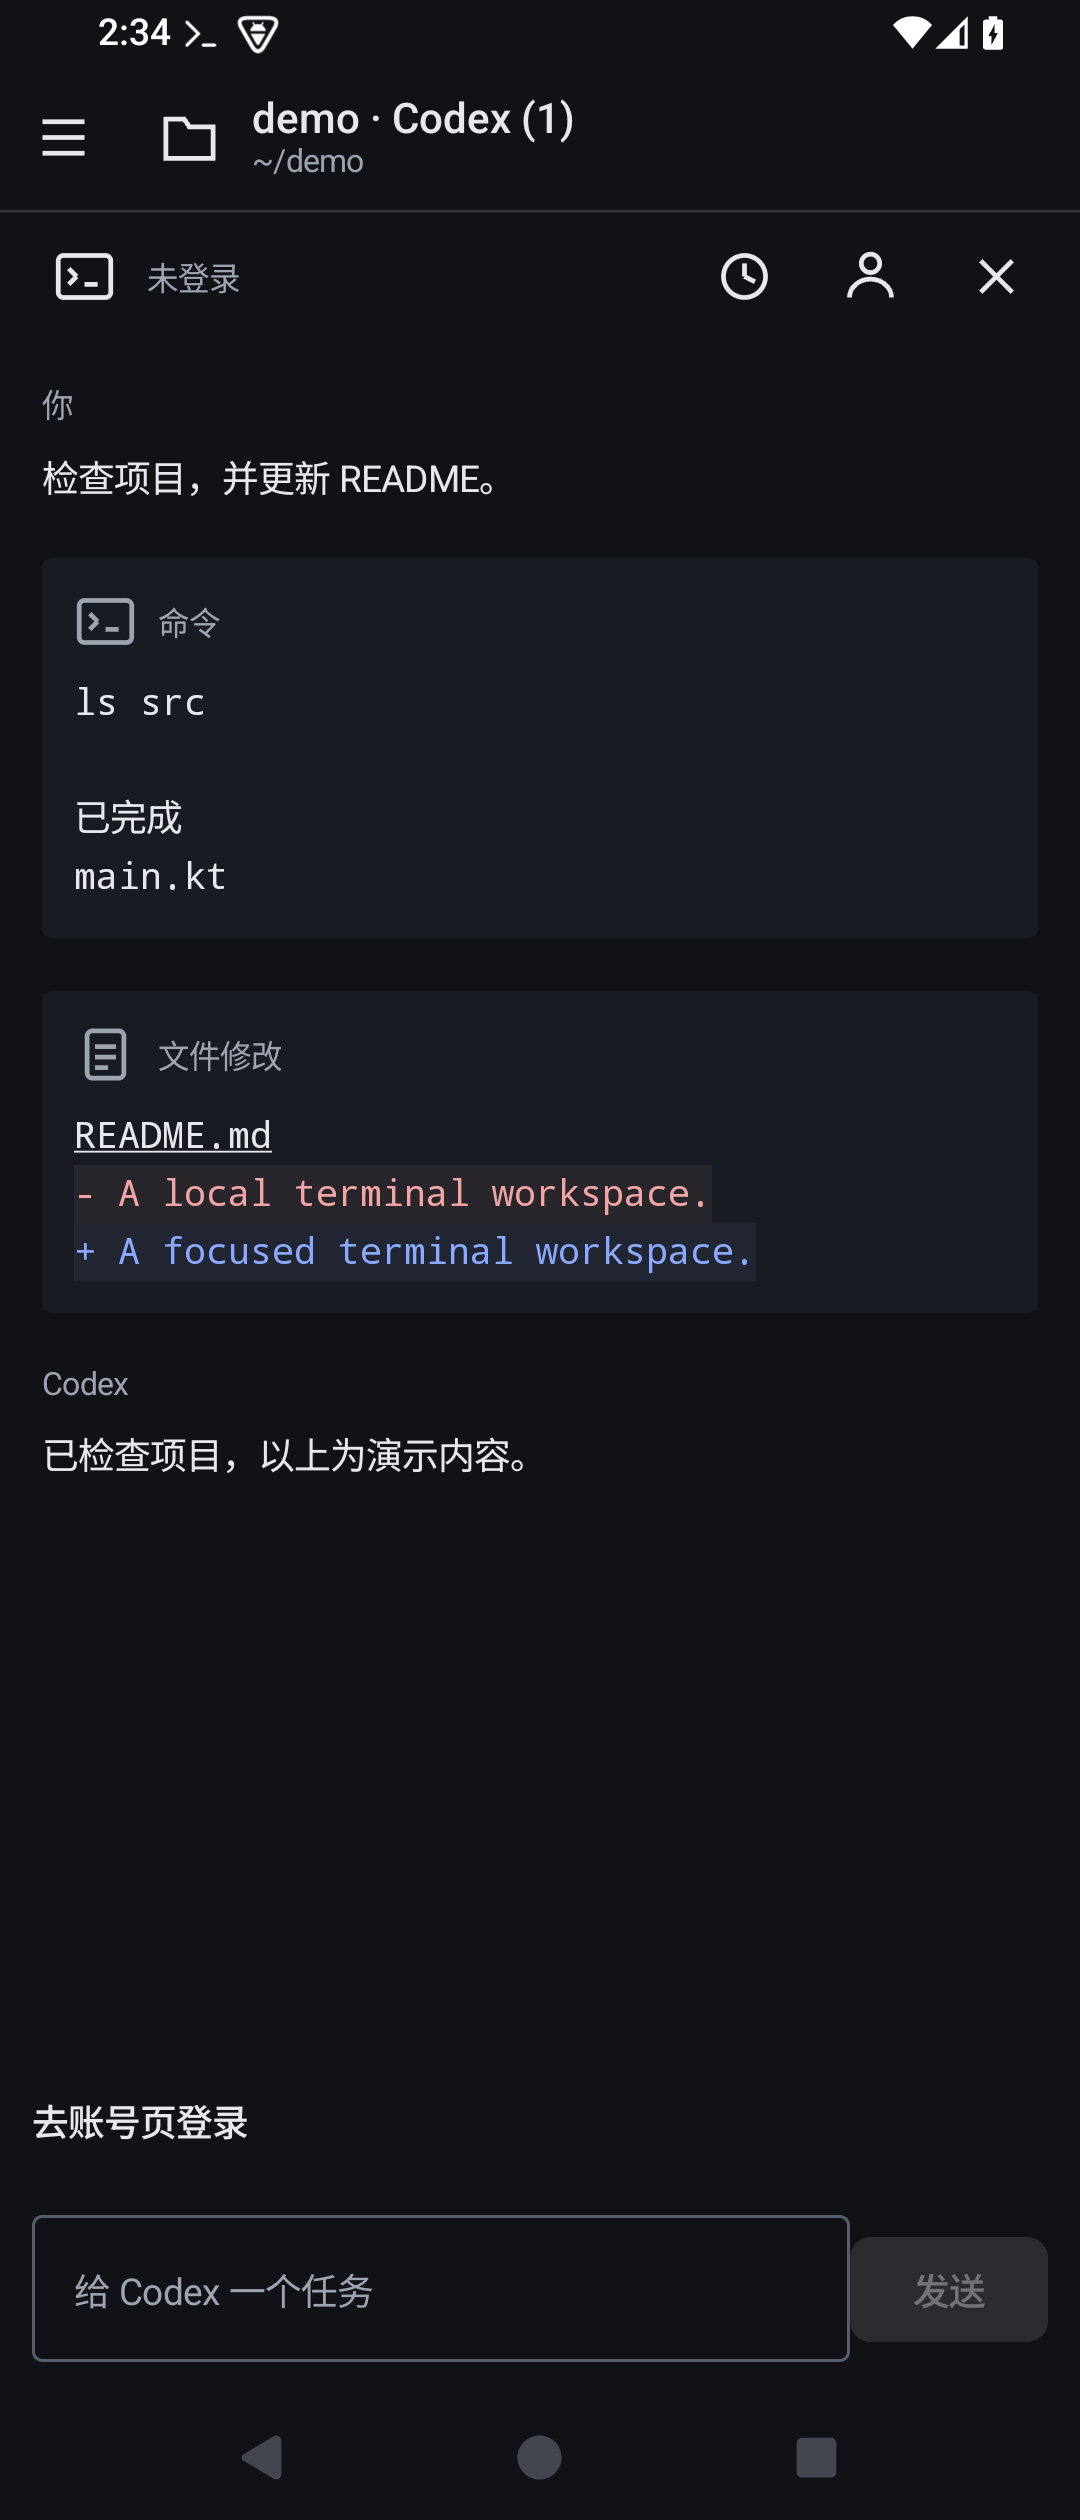 2:34
demo · Codex (1)
~/demo
未登录
你
检查项目，并更新 README。
命令
ls src
已完成
main.kt
文件修改
README.md
- A local terminal workspace.
+ A focused terminal workspace.
Codex
已检查项目，以上为演示内容。
去账号页登录
给 Codex 一个任务
发送